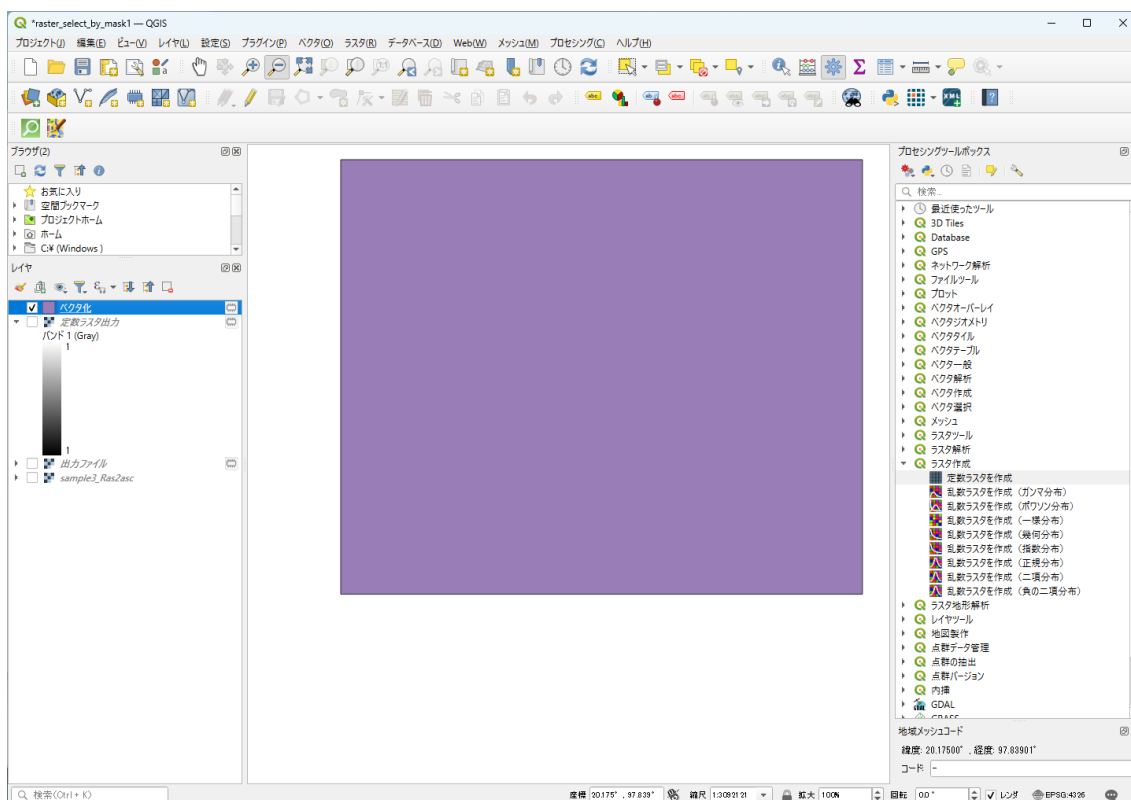 *raster_select_by_mask1 — QGIS
プロジェクト(J) 編集(E) ビュー(V) レイヤ(L) 設定(S) プラグイン(P) ベクタ(O) ラスタ(R) データベース(D) Web(W) メッシュ(M) プロセシング(C) ヘルプ(H)
ブラウザ(2)
お気に入り
空間ブックマーク
プロジェクトホーム
ホーム
C:¥ (Windows )
レイヤ
ベクタ化
定数ラスタ出力
バンド 1 (Gray)
1
1
出力ファイル
sample3_Ras2asc
プロセシングツールボックス
検索...
最近使ったツール
3D Tiles
Database
GPS
ネットワーク解析
ファイルツール
プロット
ベクタオーバーレイ
ベクタジオメトリ
ベクタタイル
ベクタテーブル
ベクタ一般
ベクタ解析
ベクタ作成
ベクタ選択
メッシュ
ラスタツール
ラスタ解析
ラスタ作成
定数ラスタを作成
乱数ラスタを作成（ガンマ分布）
乱数ラスタを作成（ポワソン分布）
乱数ラスタを作成（一様分布）
乱数ラスタを作成（幾何分布）
乱数ラスタを作成（指数分布）
乱数ラスタを作成（正規分布）
乱数ラスタを作成（二項分布）
乱数ラスタを作成（負の二項分布）
ラスタ地形解析
レイヤツール
地図製作
点群データ管理
点群の抽出
点群バージョン
内挿
GDAL
GRASS
地域メッシュコード
緯度: 20.17500° , 経度: 97.83901°
コード: -
検索(Ctrl + K)
座標 20.175° , 97.839° 縮尺 1:3092121 拡大 100% 回転 0.0 ° レンダ EPSG:4326